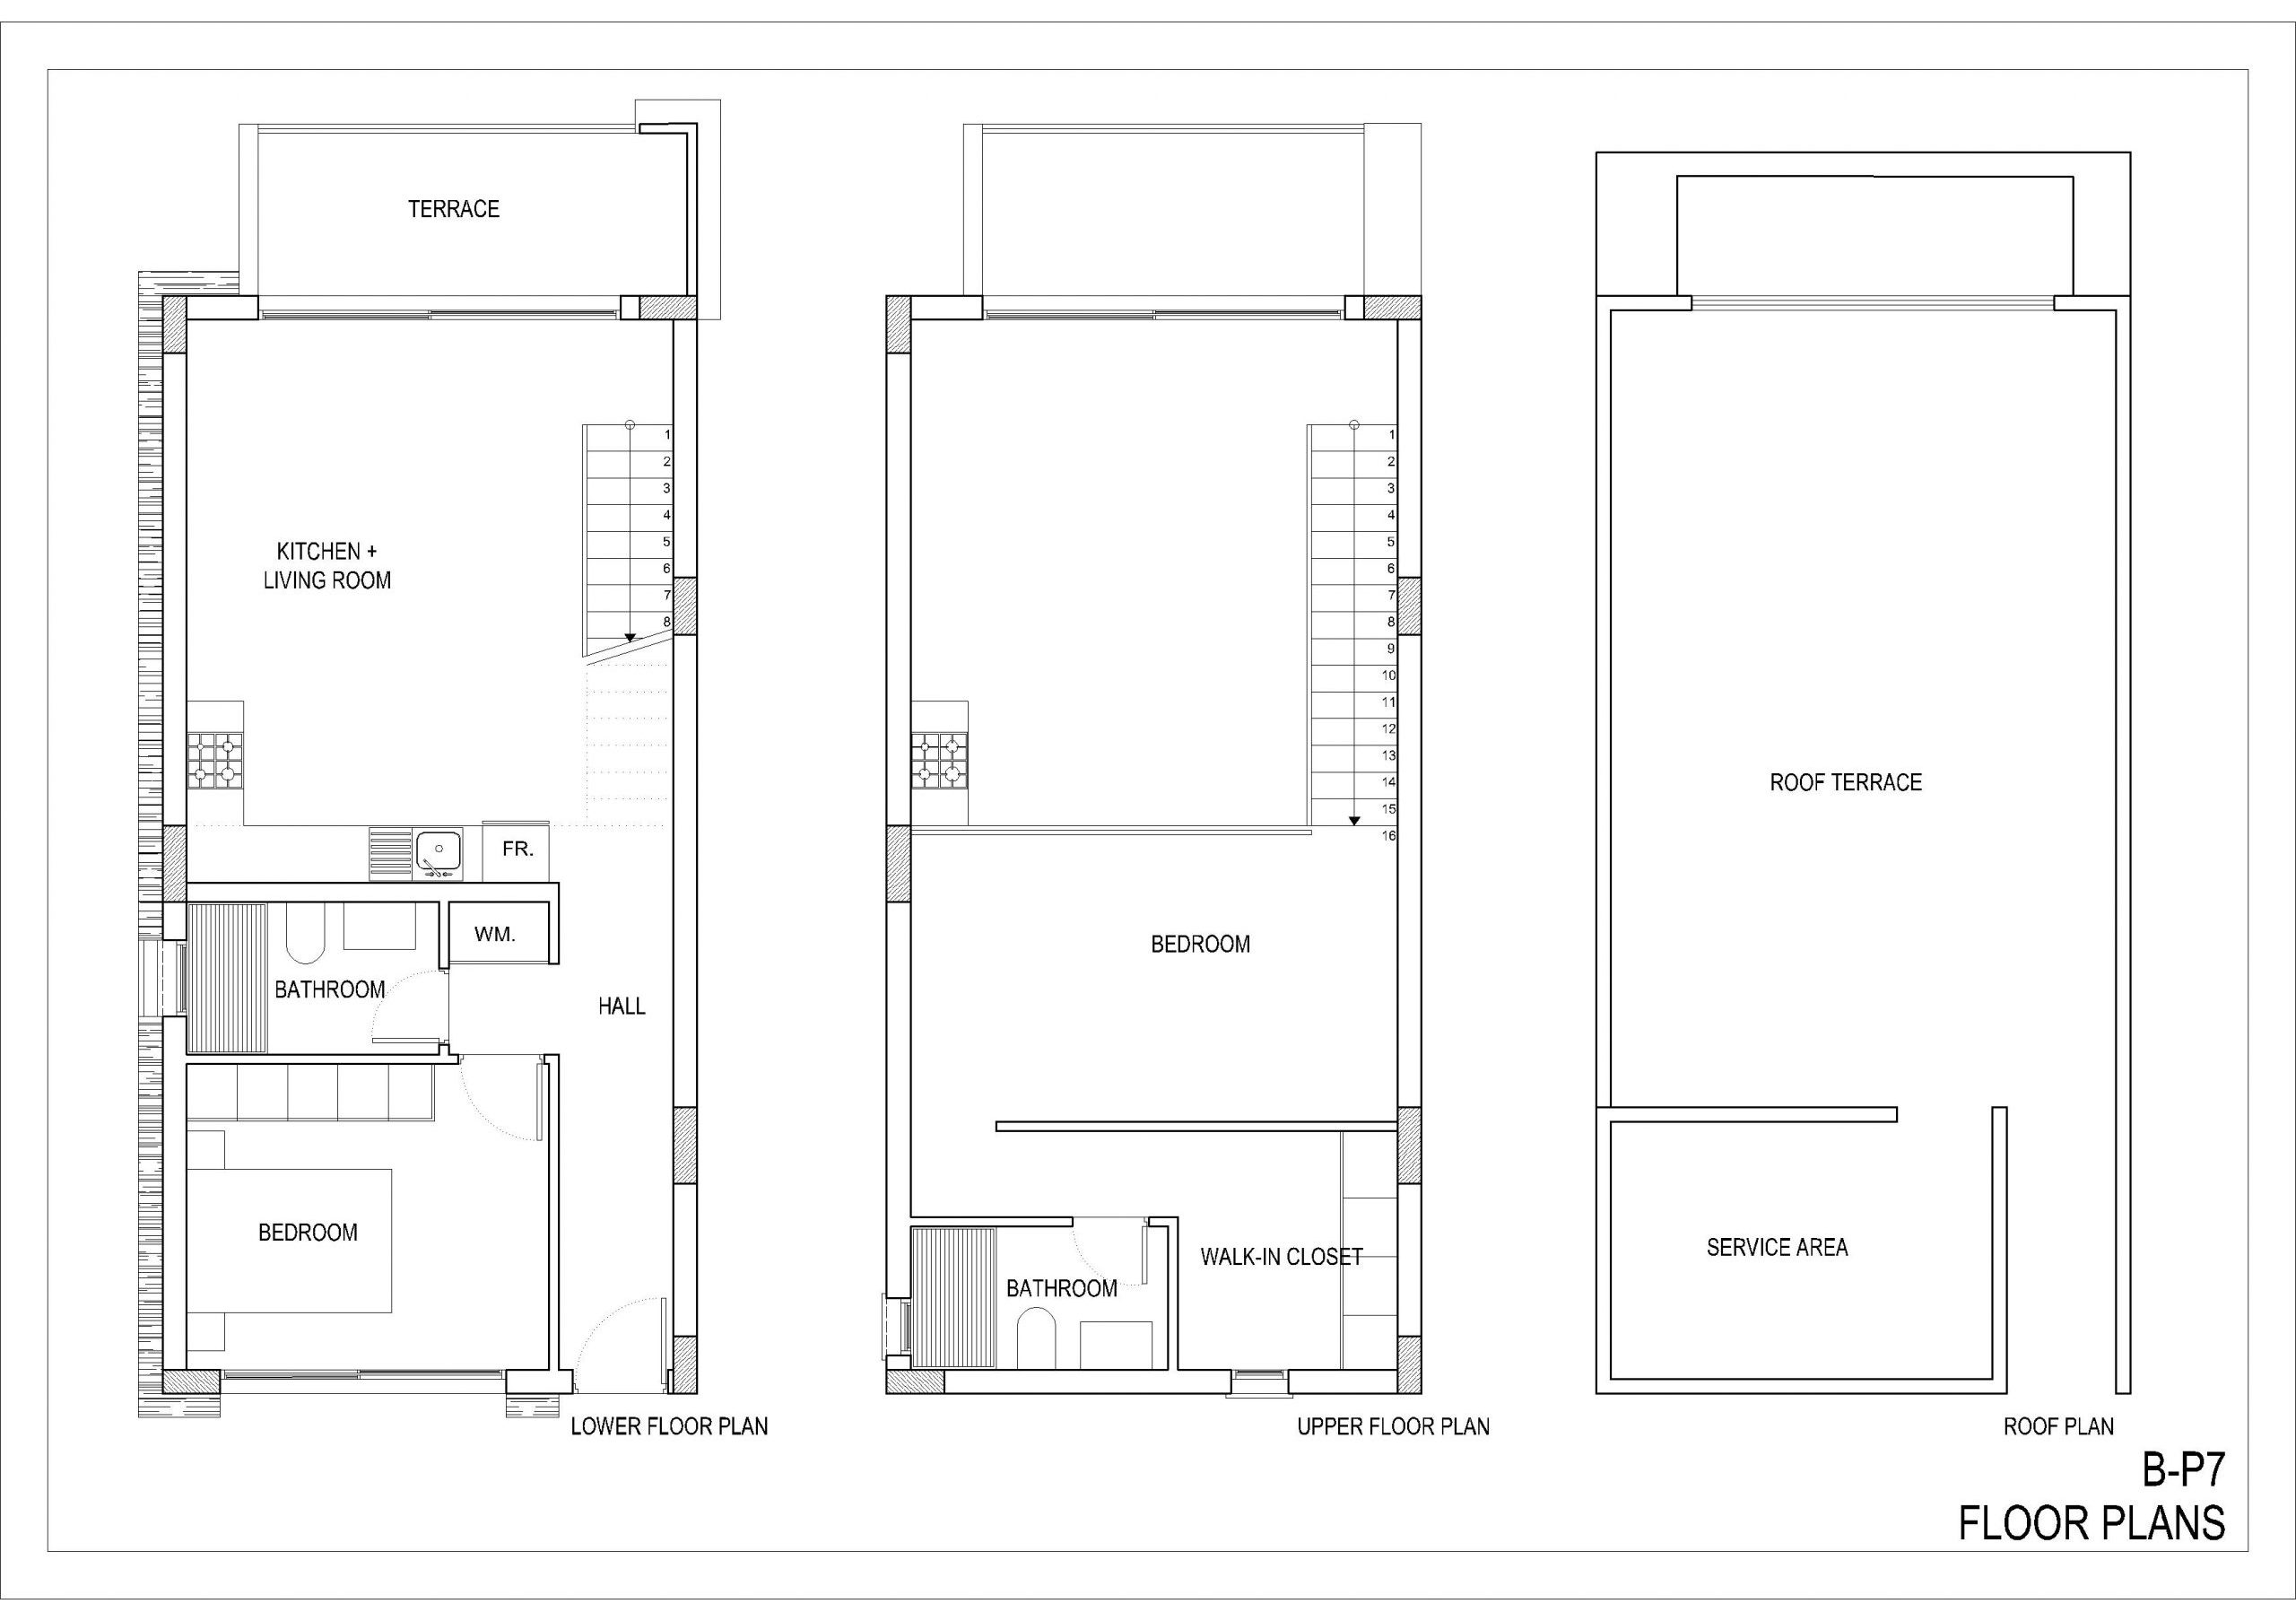 TERRACE
KITCHEN +
LIVING ROOM
1
2
3
4
5
6
7
8
FR.
WM.
BATHROOM
HALL
BEDROOM
LOWER FLOOR PLAN
1
2
3
4
5
6
7
8
9
10
11
12
13
14
15
16
BEDROOM
WALK-IN CLOSET
BATHROOM
UPPER FLOOR PLAN
ROOF TERRACE
SERVICE AREA
ROOF PLAN
B-P7
FLOOR PLANS